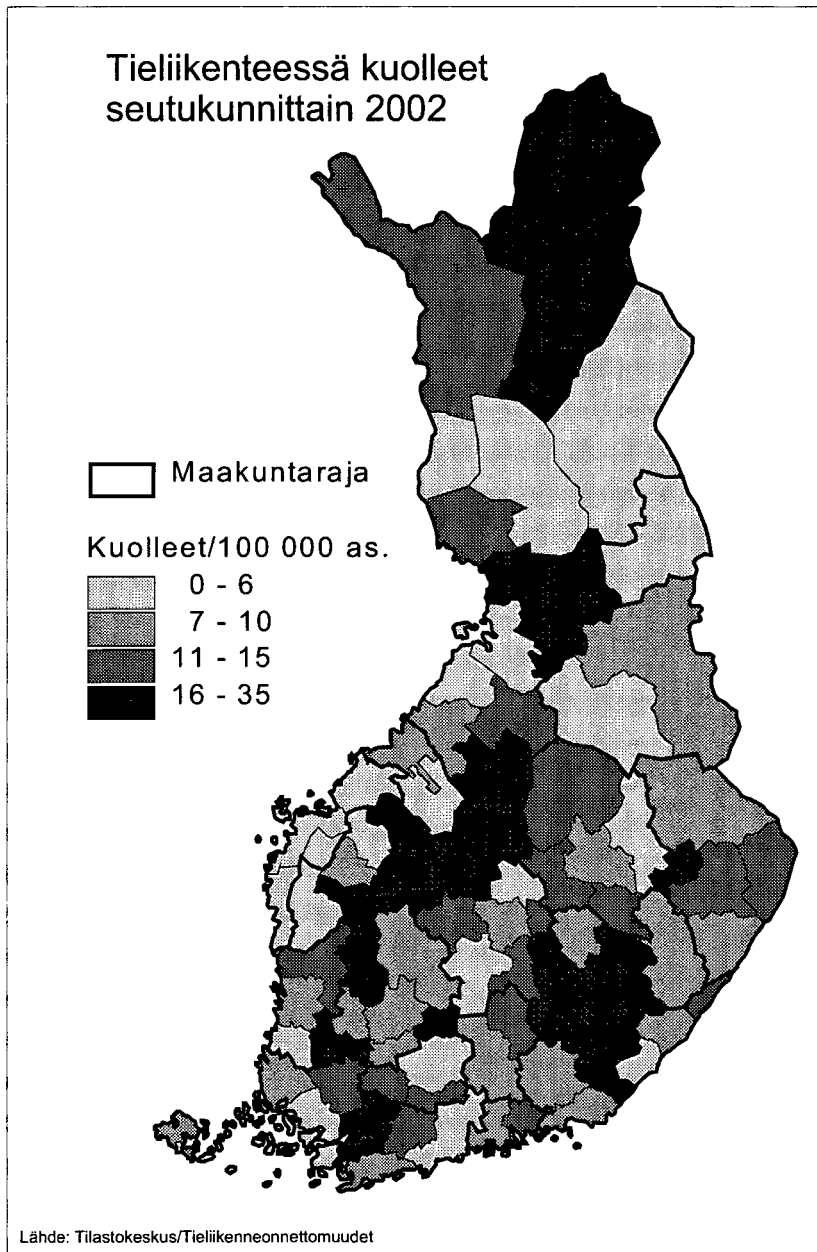 Tieliikenteessä kuolleet
seutukunnittain 2002
Maakuntaraja
Kuolleet/100 000 as.
0 - 6
7 - 10
11 - 15
16 - 35
Lähde: Tilastokeskus/Tieliikenneonnettomuudet